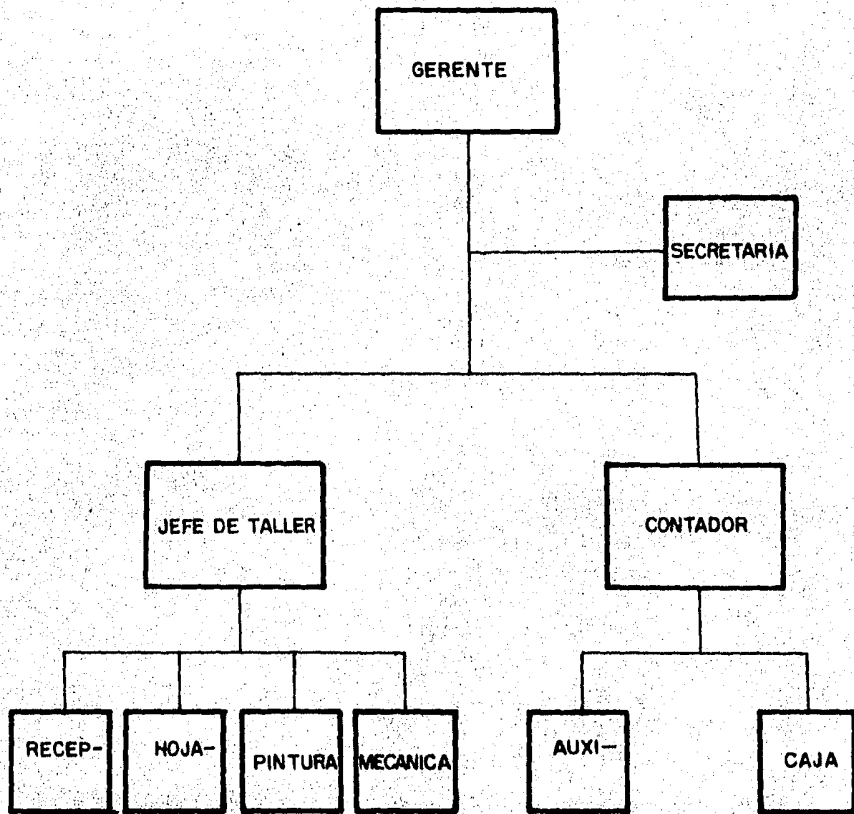 GERENTE
SECRETARIA
JEFE DE TALLER
CONTADOR
RECEP-
HOJA-
PINTURA
MECANICA
AUXI-
CAJA